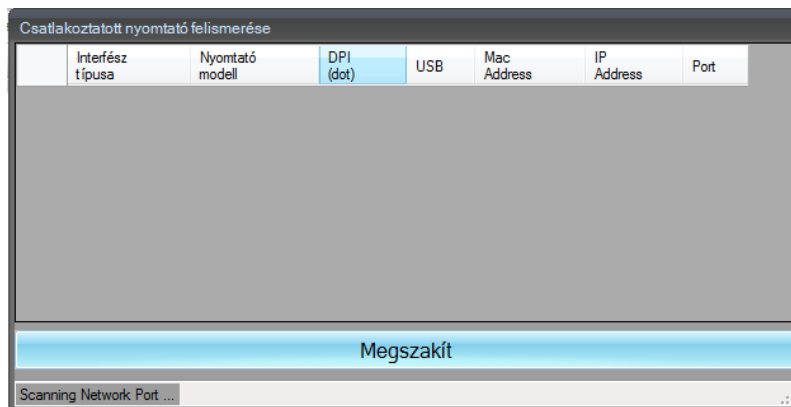 Csatlakoztatott nyomtató felismerése
Interfész típusa
Nyomtató modell
DPI (dot)
USB
Mac Address
IP Address
Port
Megszakít
Scanning Network Port ...